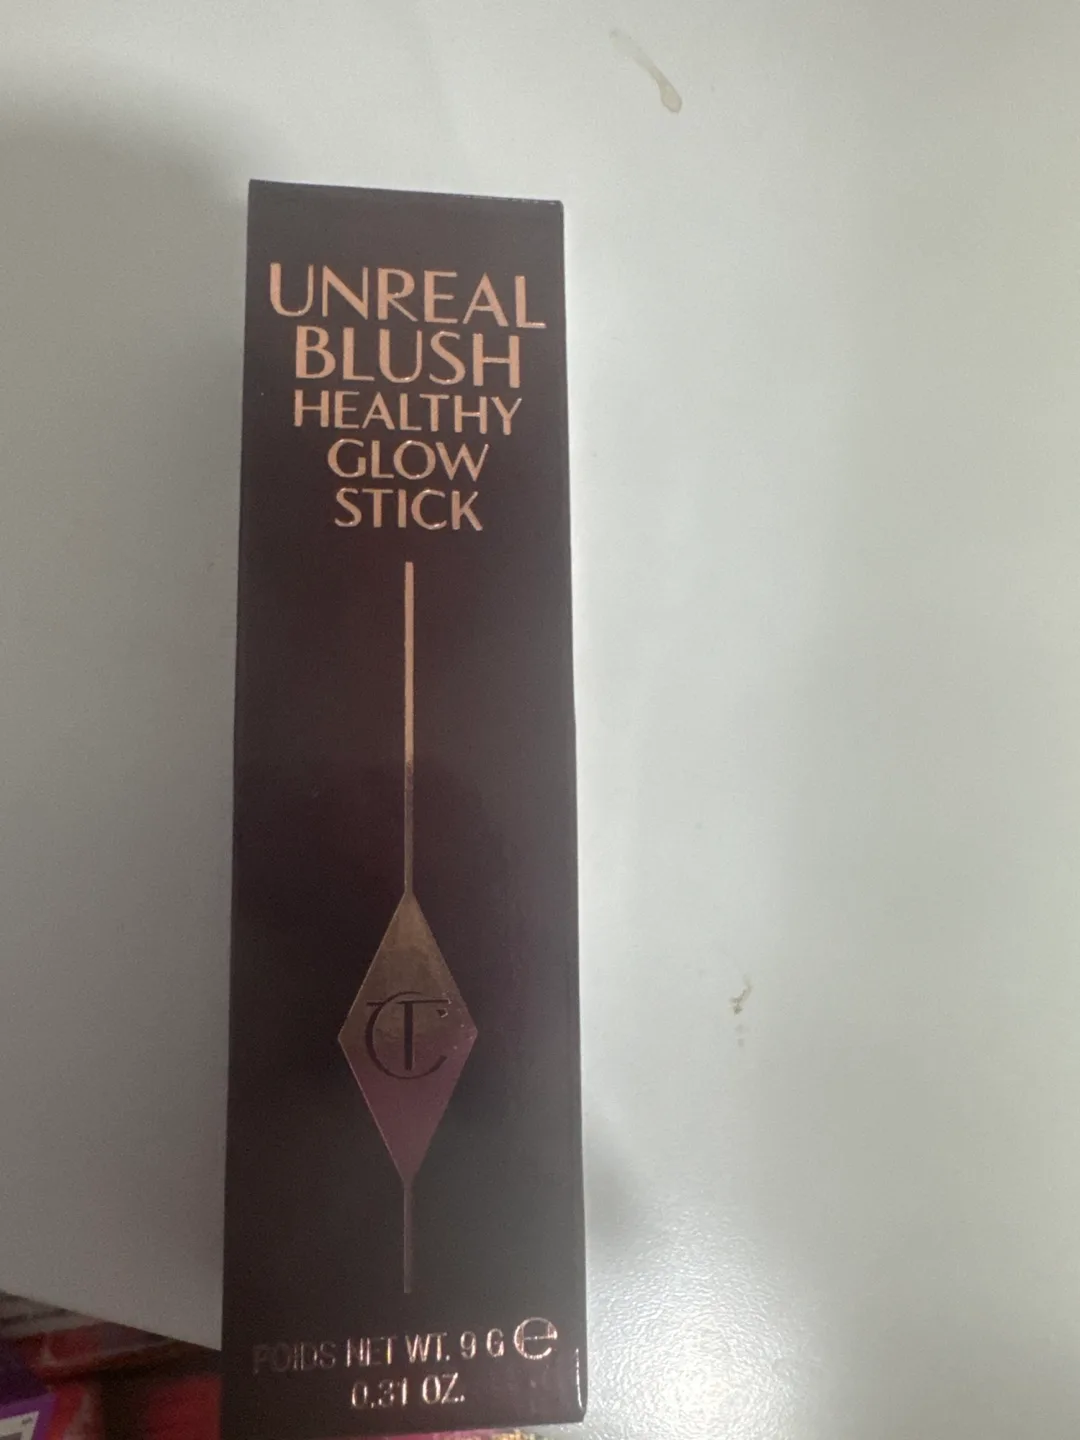 UNREAL
BLUSH
HEALTHY
GLOW
STICK
CT
POIDS NET WT. 9 G ℮
0.31 OZ.